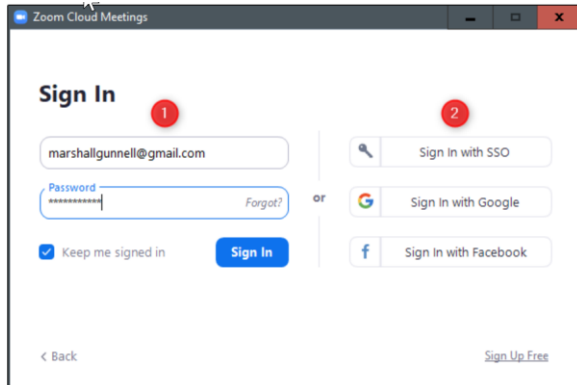 Zoom Cloud Meetings
Sign In
1
2
marshallgunnell@gmail.com
Sign In with SSO
Password
***********
Forgot?
or
Sign In with Google
Keep me signed in
Sign In
Sign In with Facebook
< Back
Sign Up Free